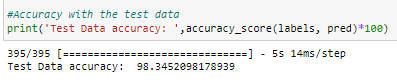 #Accuracy with the test data
print('Test Data accuracy: ',accuracy_score(labels, pred)*100)
395/395 [==============================] - 5s 14ms/step
Test Data accuracy:  98.3452098178939